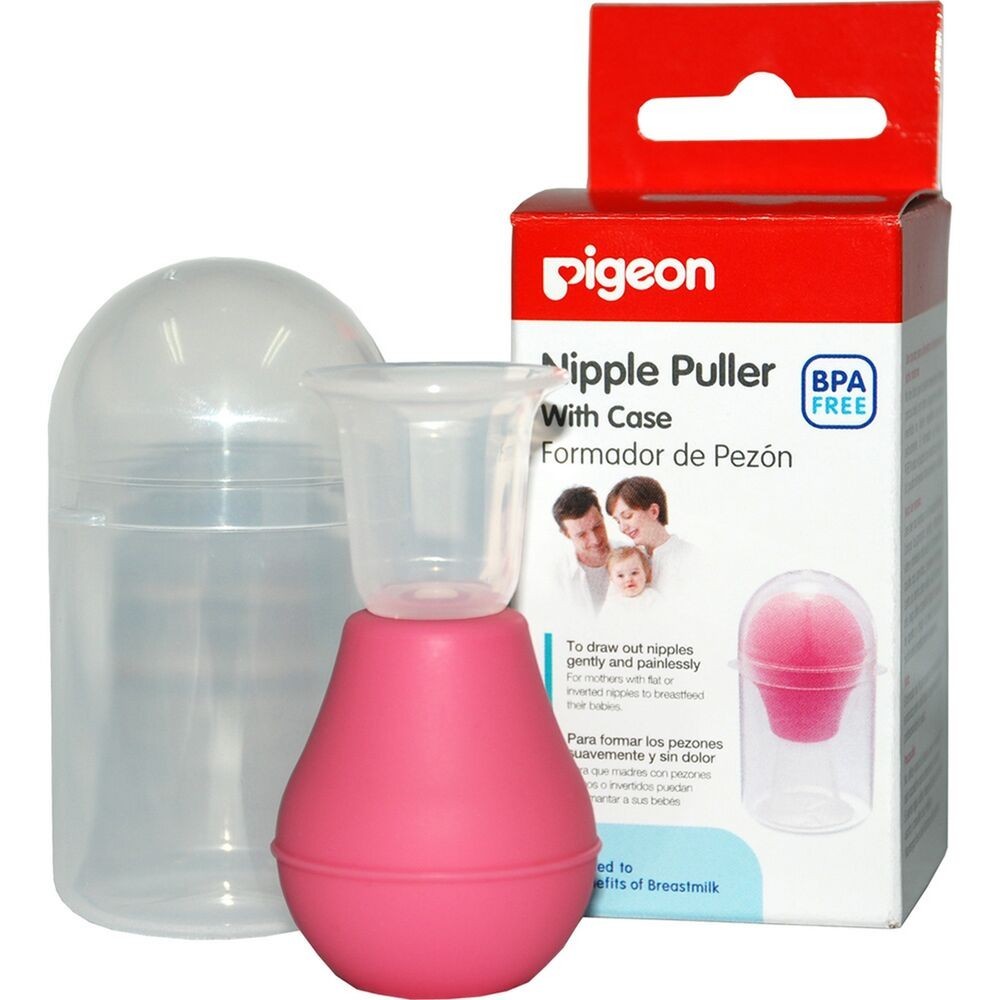 pigeon
Nipple Puller
With Case
Formador de Pezón
BPA
FREE
To draw out nipples
gently and painlessly
For mothers with flat or
inverted nipples to breastfeed
their babies.
Para formar los pezones
suavemente y sin dolor
que madres con pezones
o invertidos puedan
a sus bebés
to
of Breastmilk